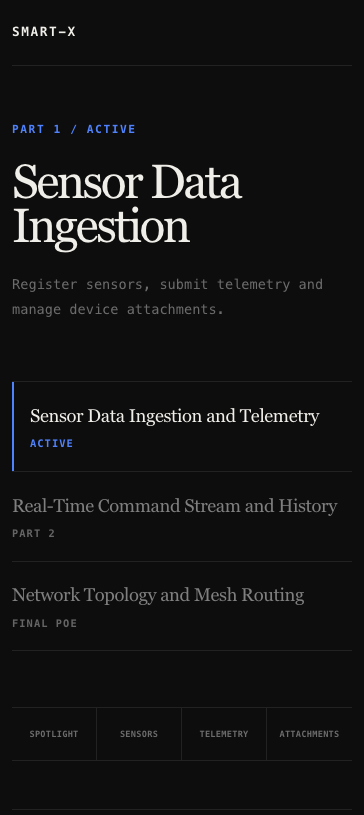 SMART—X
PART 1 / ACTIVE
Sensor Data
Ingestion
Register sensors, submit telemetry and
manage device attachments.
Sensor Data Ingestion and Telemetry
ACTIVE
Real-Time Command Stream and History
PART 2
Network Topology and Mesh Routing
FINAL POE
SPOTLIGHT SENSORS TELEMETRY ATTACHMENTS